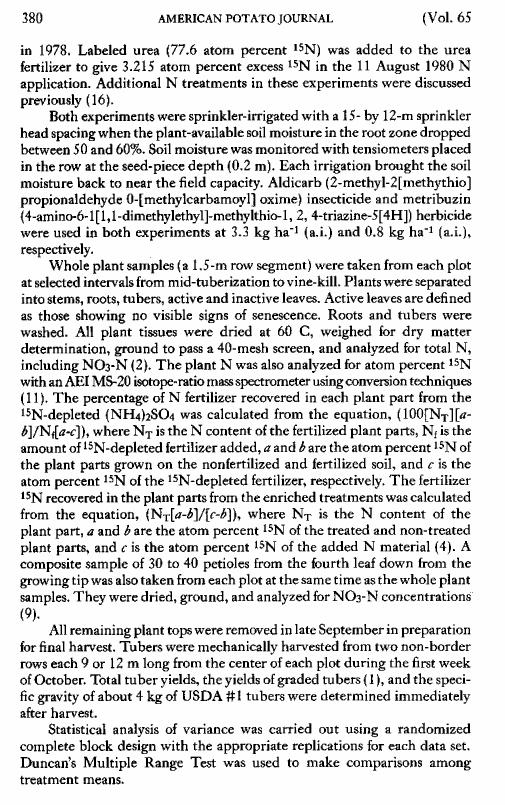 380 AMERICAN POTATO JOURNAL (Vol. 65
in 1978. Labeled urea (77.6 atom percent ¹⁵N) was added to the urea
fertilizer to give 3.215 atom percent excess ¹⁵N in the 11 August 1980 N
application. Additional N treatments in these experiments were discussed
previously (16).
Both experiments were sprinkler-irrigated with a 15- by 12-m sprinkler
head spacing when the plant-available soil moisture in the root zone dropped
between 50 and 60%. Soil moisture was monitored with tensiometers placed
in the row at the seed-piece depth (0.2 m). Each irrigation brought the soil
moisture back to near the field capacity. Aldicarb (2-methyl-2[methythio]
propionaldehyde 0-[methylcarbamoyl] oxime) insecticide and metribuzin
(4-amino-6-1[1,1-dimethylethyl]-methylthio-1, 2, 4-triazine-5[4H]) herbicide
were used in both experiments at 3.3 kg ha⁻¹ (a.i.) and 0.8 kg ha⁻¹ (a.i.),
respectively.
Whole plant samples (a 1.5-m row segment) were taken from each plot
at selected intervals from mid-tuberization to vine-kill. Plants were separated
into stems, roots, tubers, active and inactive leaves. Active leaves are defined
as those showing no visible signs of senescence. Roots and tubers were
washed. All plant tissues were dried at 60 C, weighed for dry matter
determination, ground to pass a 40-mesh screen, and analyzed for total N,
including NO₃-N (2). The plant N was also analyzed for atom percent ¹⁵N
with an AEI MS-20 isotope-ratio mass spectrometer using conversion techniques
(11). The percentage of N fertilizer recovered in each plant part from the
¹⁵N-depleted (NH₄)₂SO₄ was calculated from the equation, (100[N_T][a-
b]/N_f[a-c]), where N_T is the N content of the fertilized plant parts, N_f is the
amount of ¹⁵N-depleted fertilizer added, a and b are the atom percent ¹⁵N of
the plant parts grown on the nonfertilized and fertilized soil, and c is the
atom percent ¹⁵N of the ¹⁵N-depleted fertilizer, respectively. The fertilizer
¹⁵N recovered in the plant parts from the enriched treatments was calculated
from the equation, (N_T[a-b]/[c-b]), where N_T is the N content of the
plant part, a and b are the atom percent ¹⁵N of the treated and non-treated
plant parts, and c is the atom percent ¹⁵N of the added N material (4). A
composite sample of 30 to 40 petioles from the fourth leaf down from the
growing tip was also taken from each plot at the same time as the whole plant
samples. They were dried, ground, and analyzed for NO₃-N concentrations
(9).
All remaining plant tops were removed in late September in preparation
for final harvest. Tubers were mechanically harvested from two non-border
rows each 9 or 12 m long from the center of each plot during the first week
of October. Total tuber yields, the yields of graded tubers (1), and the speci-
fic gravity of about 4 kg of USDA #1 tubers were determined immediately
after harvest.
Statistical analysis of variance was carried out using a randomized
complete block design with the appropriate replications for each data set.
Duncan's Multiple Range Test was used to make comparisons among
treatment means.